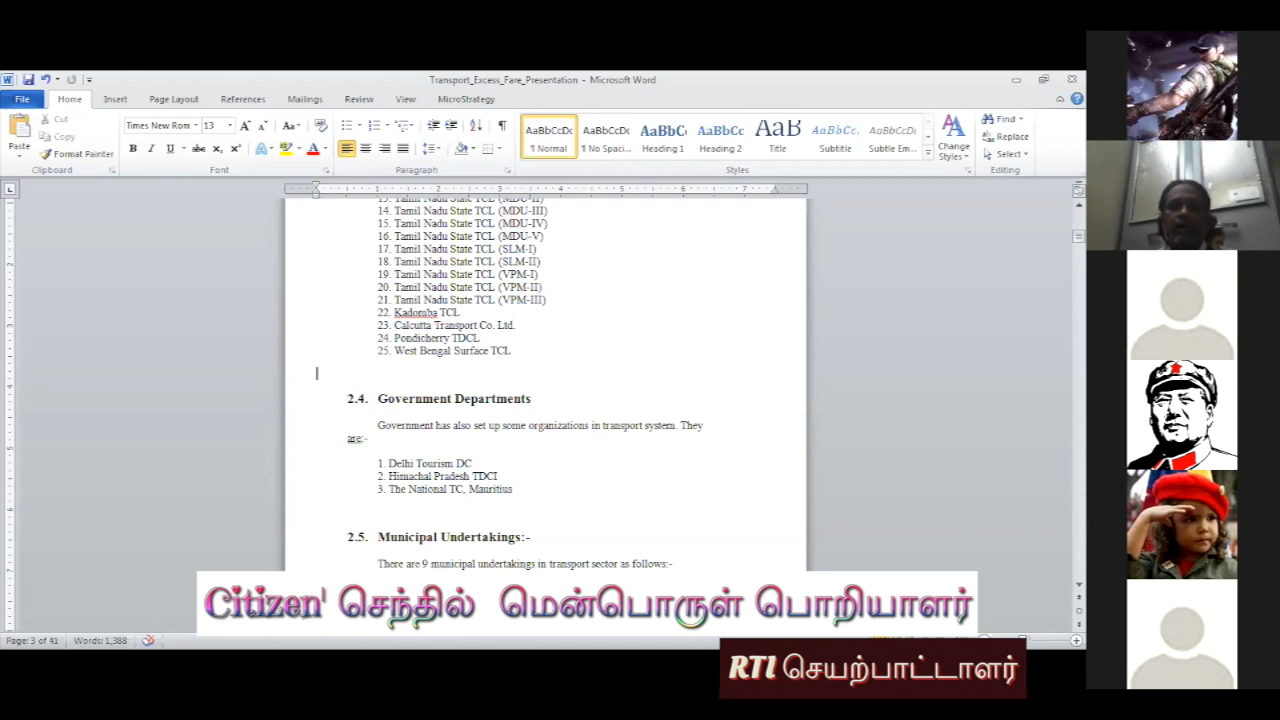 Transport_Excess_Fare_Presentation - Microsoft Word
File Home Insert Page Layout References Mailings Review View MicroStrategy
Paste
Cut
Copy
Format Painter
Clipboard
Times New Rom 13
Font
Paragraph
AaBbCcDc AaBbCcDc AaBbC AaBbCc AaB AaBbCc. AaBbCcDc
¶ Normal ¶ No Spaci... Heading 1 Heading 2 Title Subtitle Subtle Em...
Styles
Change Styles
Find
Replace
Select
Editing
14. Tamil Nadu State TCL (MDU-III)
15. Tamil Nadu State TCL (MDU-IV)
16. Tamil Nadu State TCL (MDU-V)
17. Tamil Nadu State TCL (SLM-I)
18. Tamil Nadu State TCL (SLM-II)
19. Tamil Nadu State TCL (VPM-I)
20. Tamil Nadu State TCL (VPM-II)
21. Tamil Nadu State TCL (VPM-III)
22. Kadomba TCL
23. Calcutta Transport Co. Ltd.
24. Pondicherry TDCL
25. West Bengal Surface TCL
2.4. Government Departments
Government has also set up some organizations in transport system. They
are:-
1. Delhi Tourism DC
2. Himachal Pradesh TDCI
3. The National TC, Mauritius
2.5. Municipal Undertakings:-
There are 9 municipal undertakings in transport sector as follows:-
Citizen' செந்தில் மென்பொருள் பொறியாளர்
Page: 3 of 41 Words: 1,388
RTI செயற்பாட்டாளர்